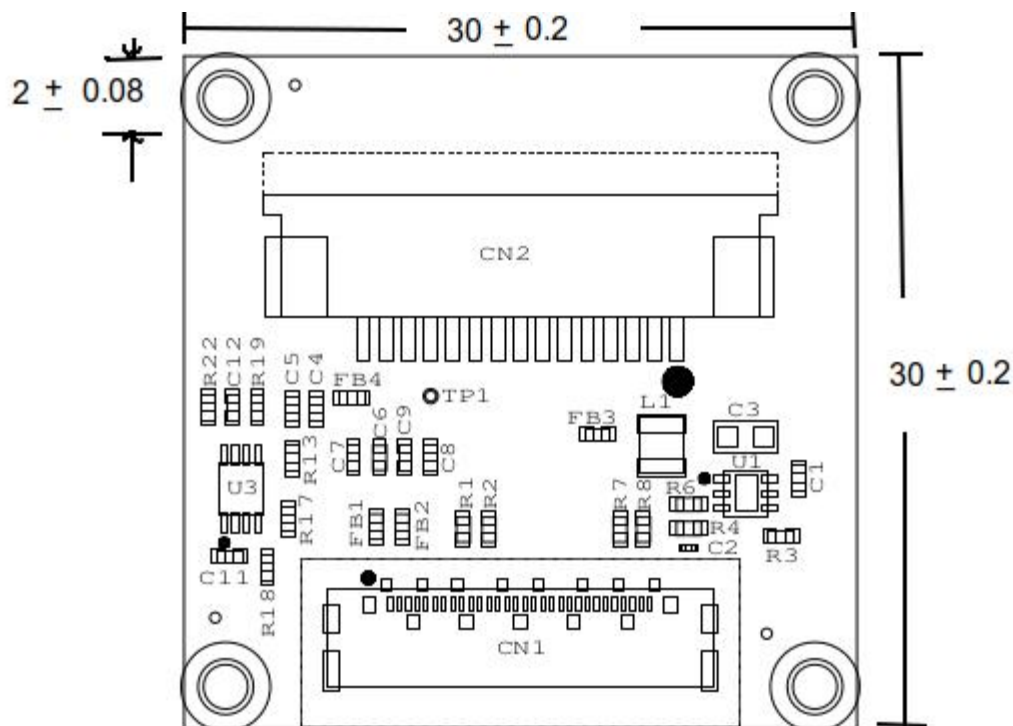 30 ± 0.2
2 ± 0.08
CN2
30 ± 0.2
R22
C12
R19
C5
C4
FB4
TP1
L1
C3
FB3
C7
C6
C9
C8
R13
U3
U1
C1
R17
FB1
FB2
R1
R2
R7
R8
R6
R4
C2
R3
C11
R18
CN1